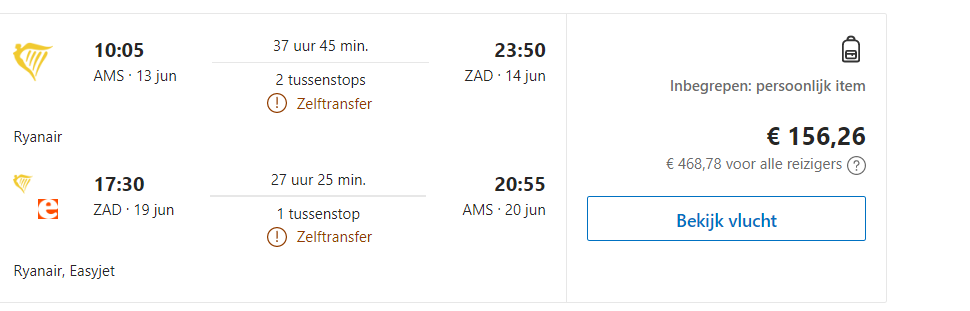 10:05
37 uur 45 min.
23:50
AMS · 13 jun
2 tussenstops
ZAD · 14 jun
Zelftransfer
Ryanair
17:30
27 uur 25 min.
20:55
ZAD · 19 jun
1 tussenstop
AMS · 20 jun
Zelftransfer
Ryanair, Easyjet
Inbegrepen: persoonlijk item
€ 156,26
€ 468,78 voor alle reizigers
Bekijk vlucht